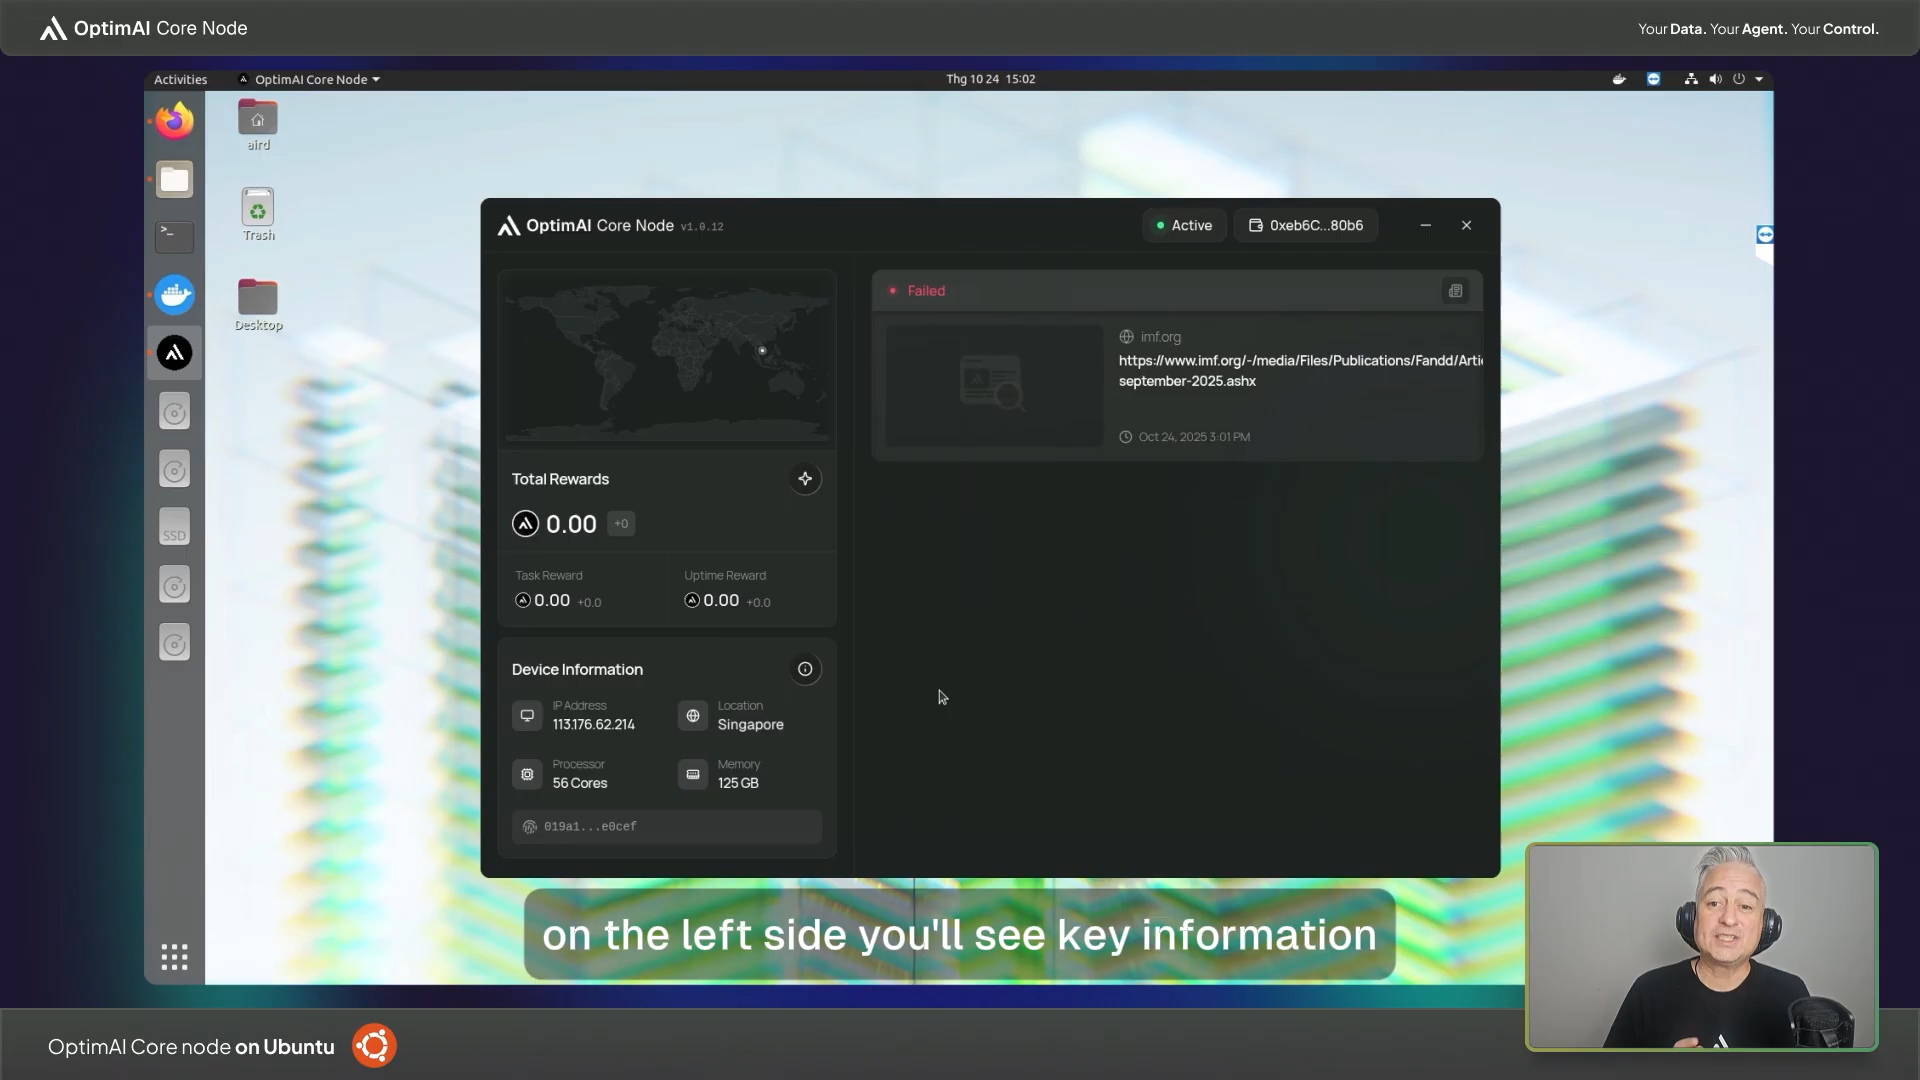 OptimAI Core Node
Your Data. Your Agent. Your Control.
Activities
OptimAI Core Node
Thg 10 24 15:02
aird
Trash
Desktop
SSD
OptimAI Core Node v1.0.12
Active
0xeb6C...80b6
Failed
imf.org
https://www.imf.org/-/media/Files/Publications/Fandd/Artic
september-2025.ashx
Oct 24, 2025 3:01 PM
Total Rewards
0.00 +0
Task Reward
0.00 +0.0
Uptime Reward
0.00 +0.0
Device Information
IP Address
113.176.62.214
Location
Singapore
Processor
56 Cores
Memory
125 GB
019a1...e0cef
on the left side you'll see key information
OptimAI Core node on Ubuntu